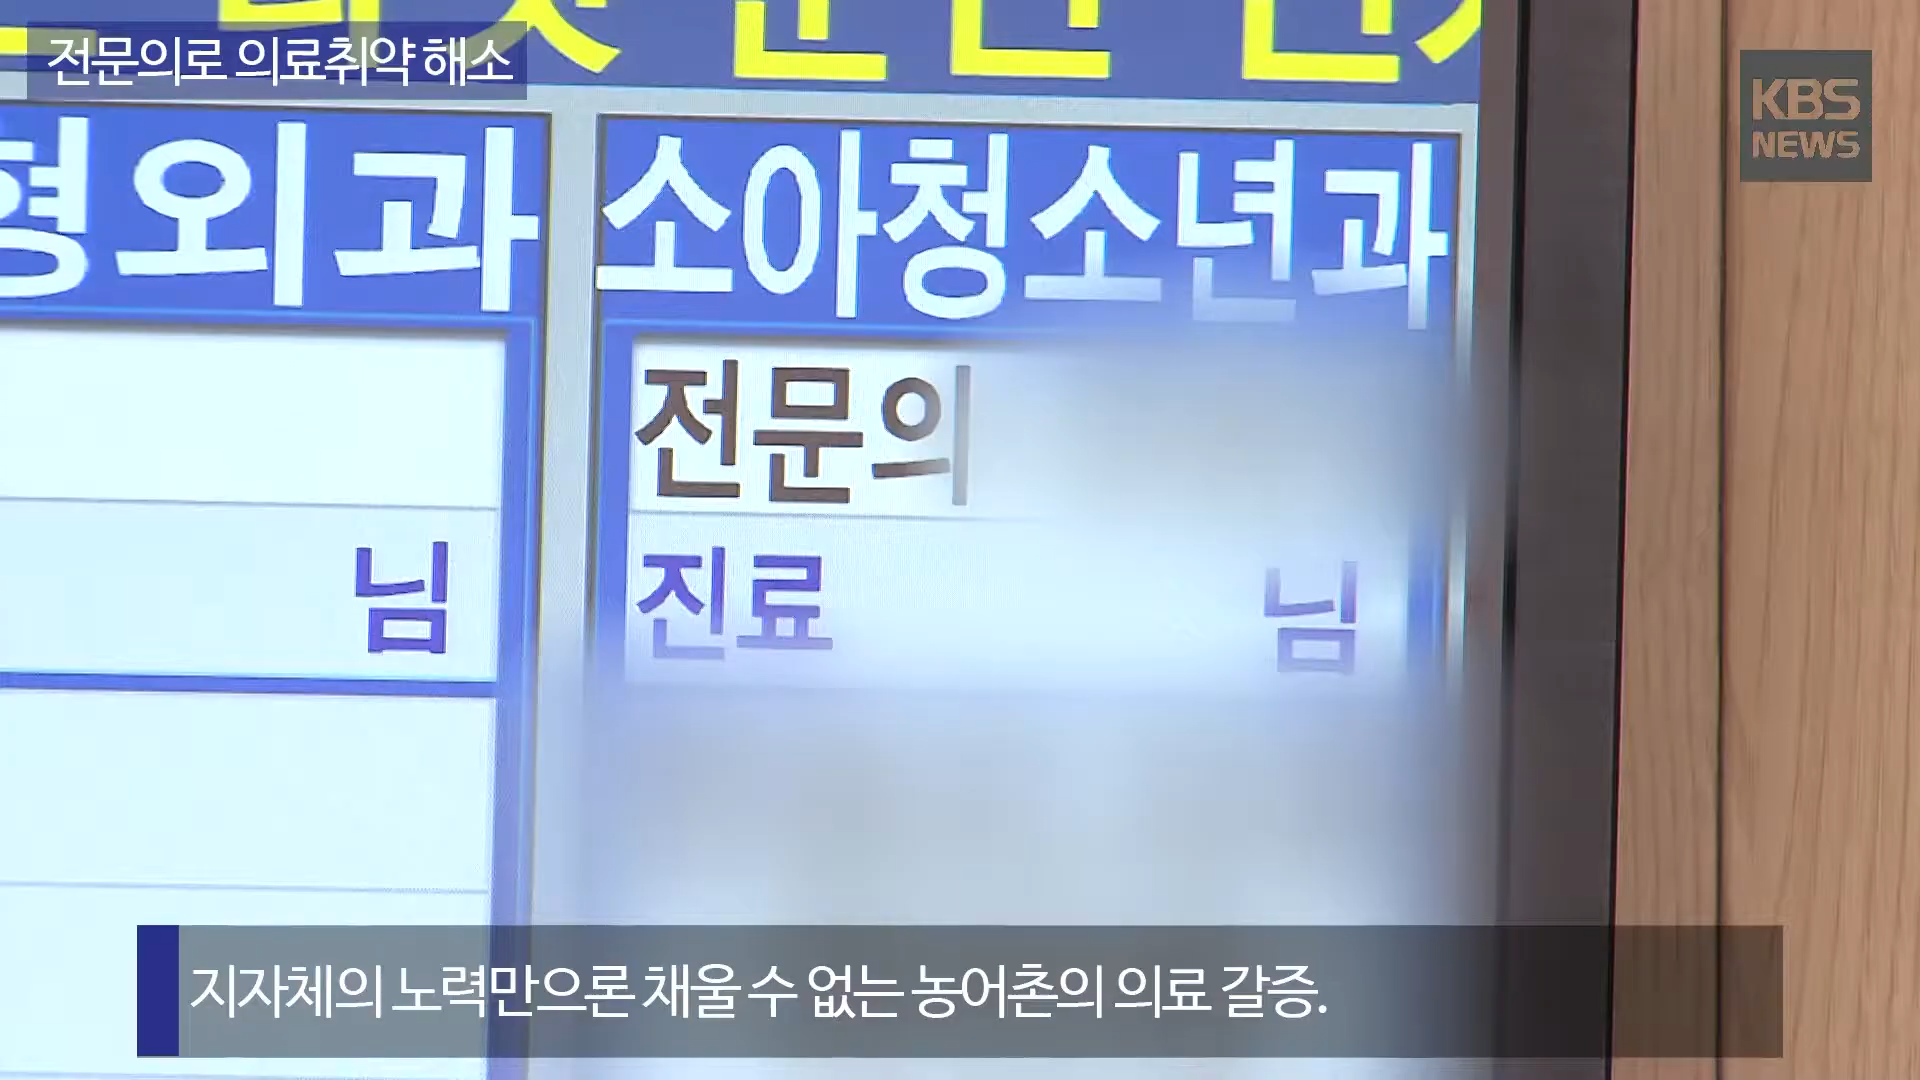 전문의로 의료취약 해소
KBS
NEWS
형외과
소아청소년과
전문의
진료 님
님
지자체의 노력만으론 채울 수 없는 농어촌의 의료 갈증.